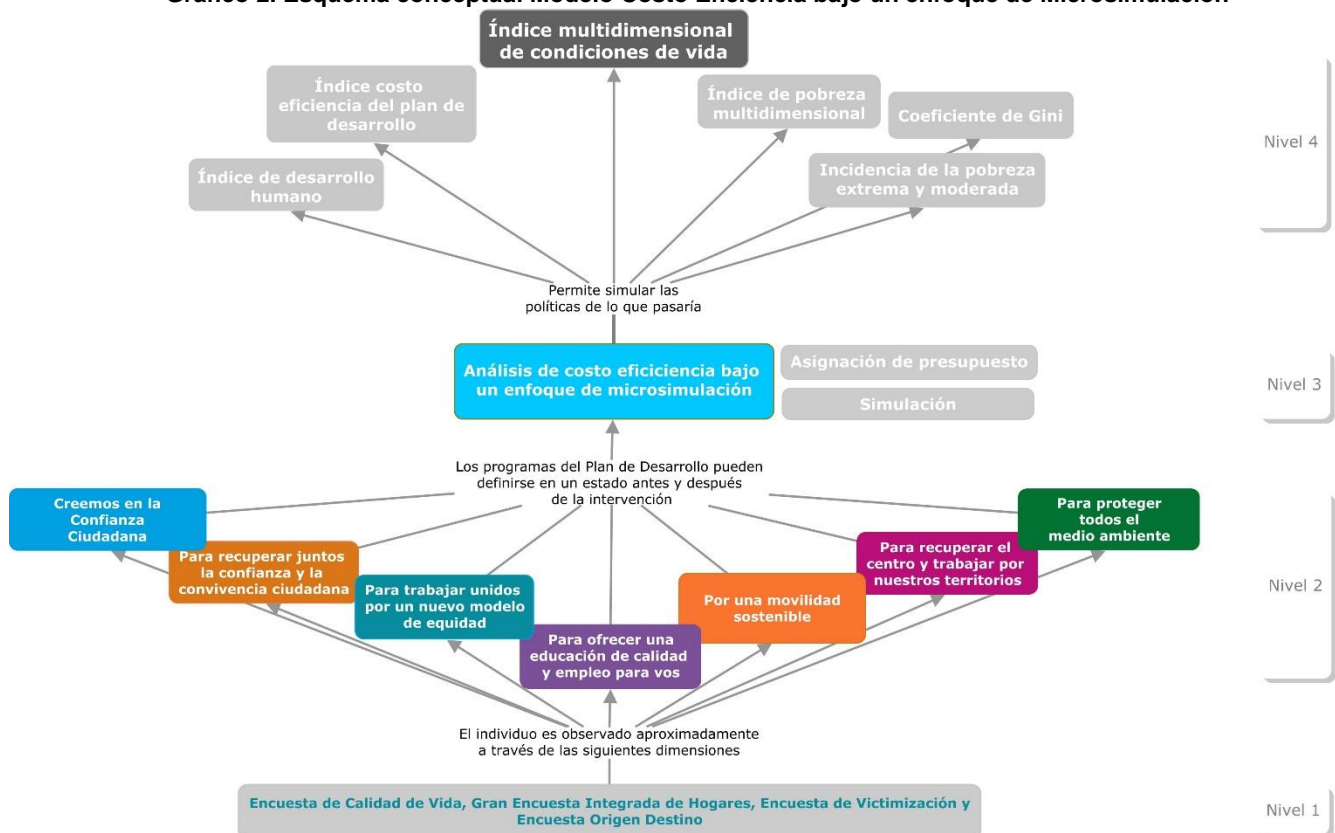 Gráfico 2. Esquema conceptual Modelo Costo Eficiencia bajo un enfoque de Microsimulación
Índice multidimensional
de condiciones de vida
Índice costo
eficiencia del plan de
desarrollo
Índice de pobreza
multidimensional
Coeficiente de Gini
Nivel 4
Índice de desarrollo
humano
Incidencia de la pobreza
extrema y moderada
Permite simular las
políticas de lo que pasaría
Análisis de costo eficiciencia bajo
un enfoque de microsimulación
Asignación de presupuesto
Simulación
Nivel 3
Los programas del Plan de Desarrollo pueden
definirse en un estado antes y después
de la intervención
Creemos en la
Confianza
Ciudadana
Para recuperar juntos
la confianza y la
convivencia ciudadana
Para trabajar unidos
por un nuevo modelo
de equidad
Para ofrecer una
educación de calidad
y empleo para vos
Por una movilidad
sostenible
Para recuperar el
centro y trabajar por
nuestros territorios
Para proteger
todos el
medio ambiente
Nivel 2
El individuo es observado aproximadamente
a través de las siguientes dimensiones
Encuesta de Calidad de Vida, Gran Encuesta Integrada de Hogares, Encuesta de Victimización y
Encuesta Origen Destino
Nivel 1